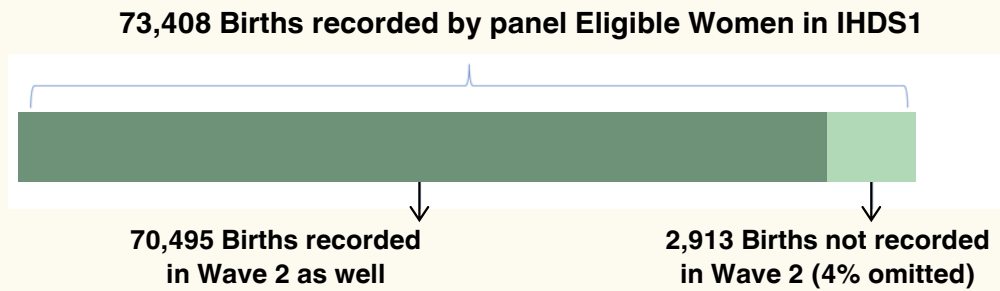 73,408 Births recorded by panel Eligible Women in IHDS1
70,495 Births recorded
in Wave 2 as well
2,913 Births not recorded
in Wave 2 (4% omitted)